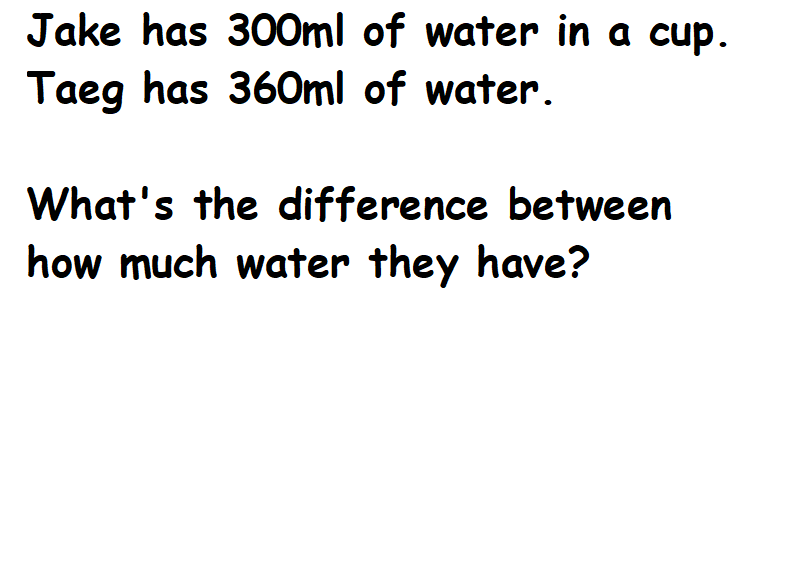 Jake has 300ml of water in a cup.
Taeg has 360ml of water.
What's the difference between
how much water they have?